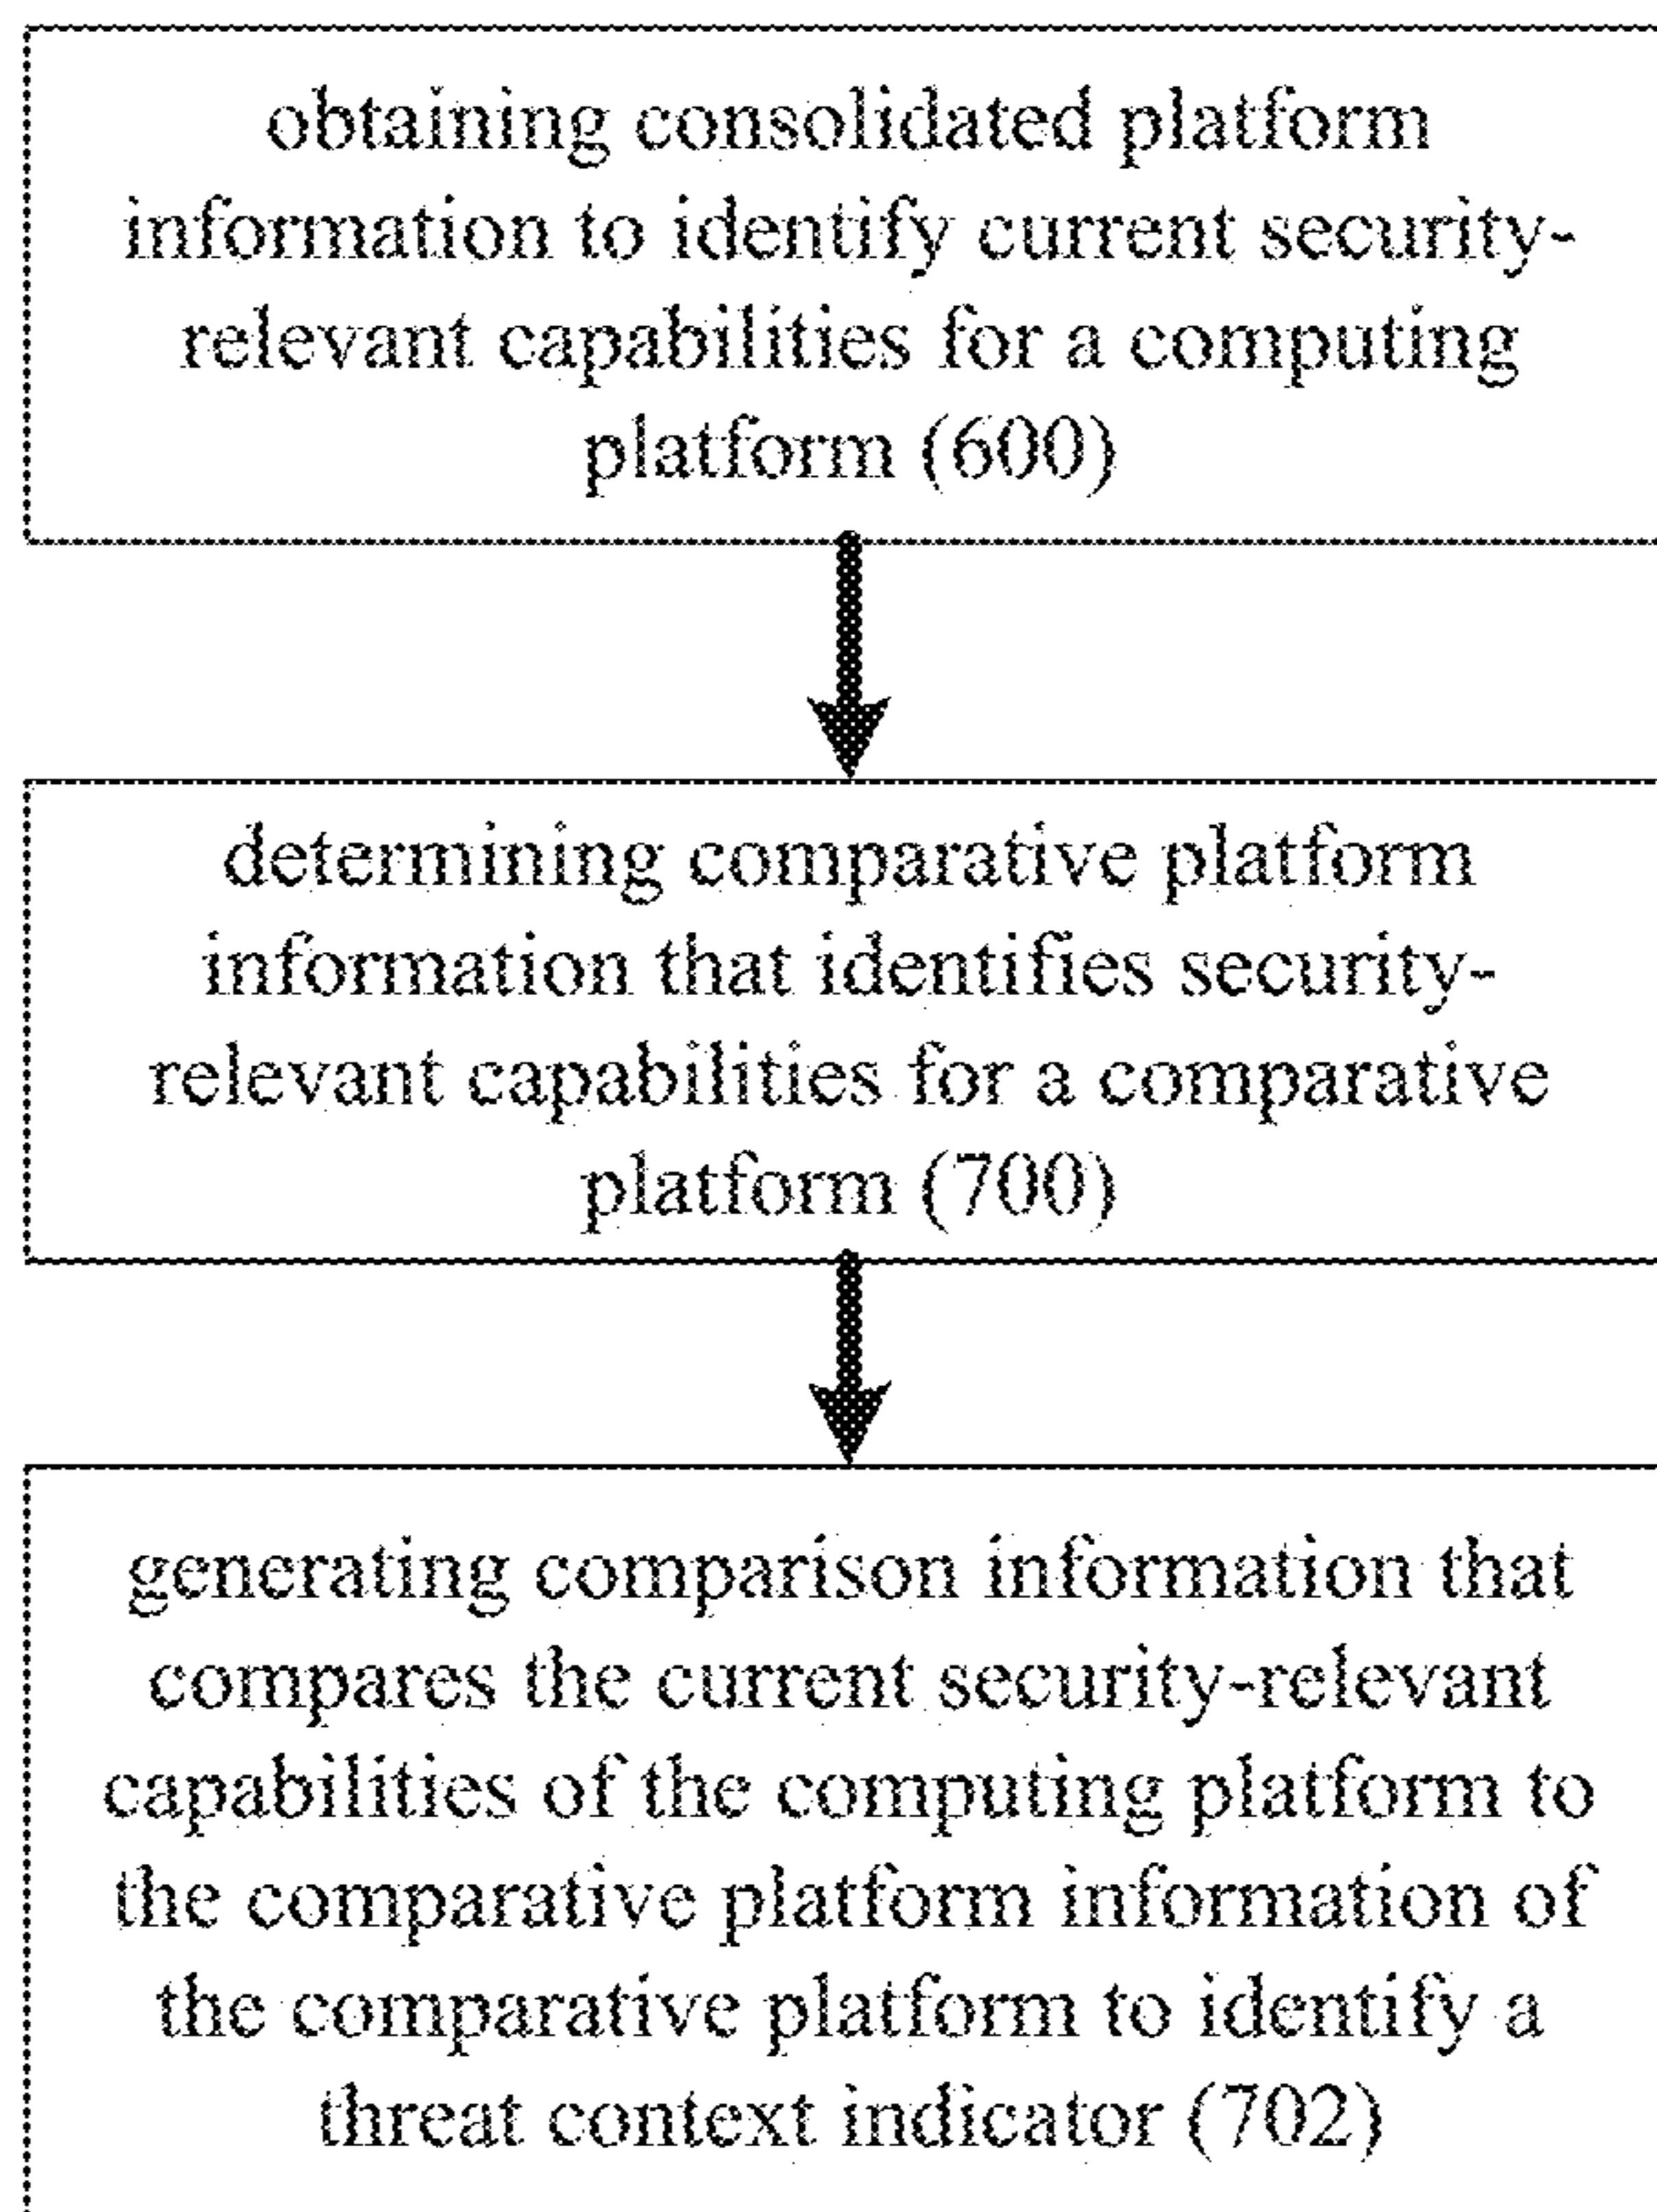 obtaining consolidated platform
information to identify current security-
relevant capabilities for a computing
platform (600)
determining comparative platform
information that identifies security-
relevant capabilities for a comparative
platform (700)
generating comparison information that
compares the current security-relevant
capabilities of the computing platform to
the comparative platform information of
the comparative platform to identify a
threat context indicator (702)